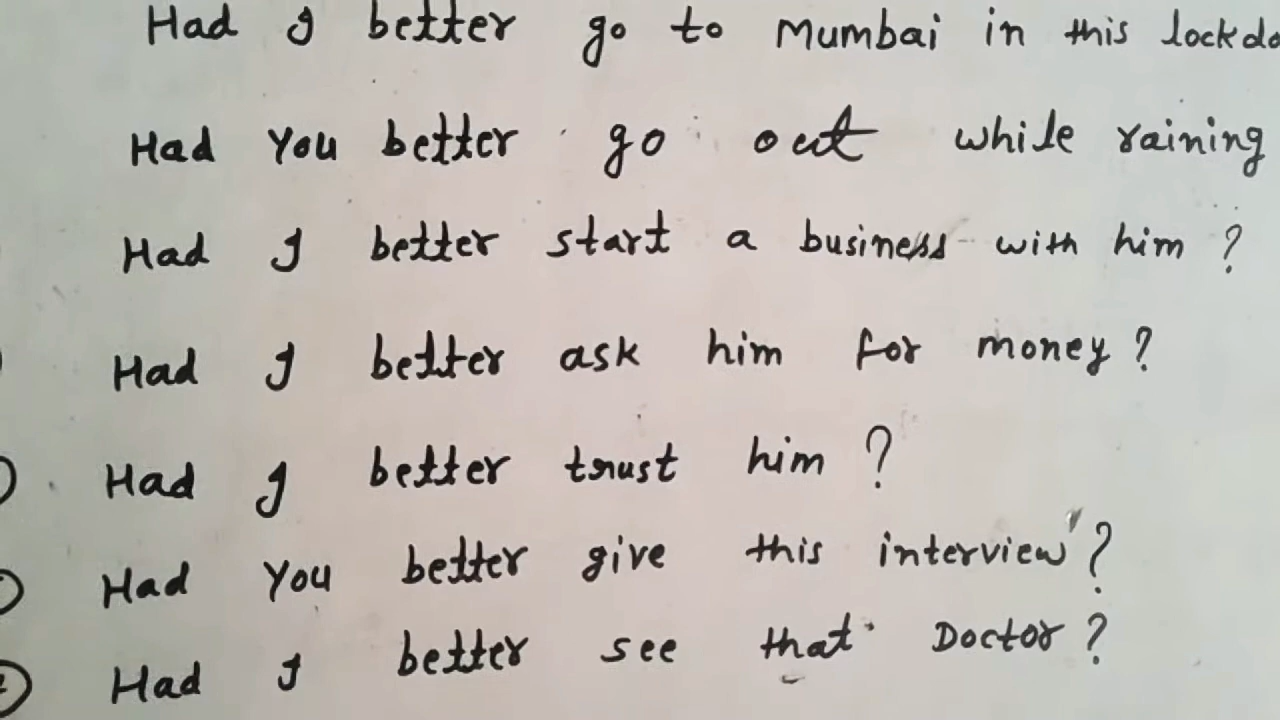 Had I better go to Mumbai in this lockdo
Had You better go out while raining
Had I better start a business with him ?
Had I better ask him for money ?
Had I better trust him ?
Had You better give this interview ?
Had I better see that Doctor ?